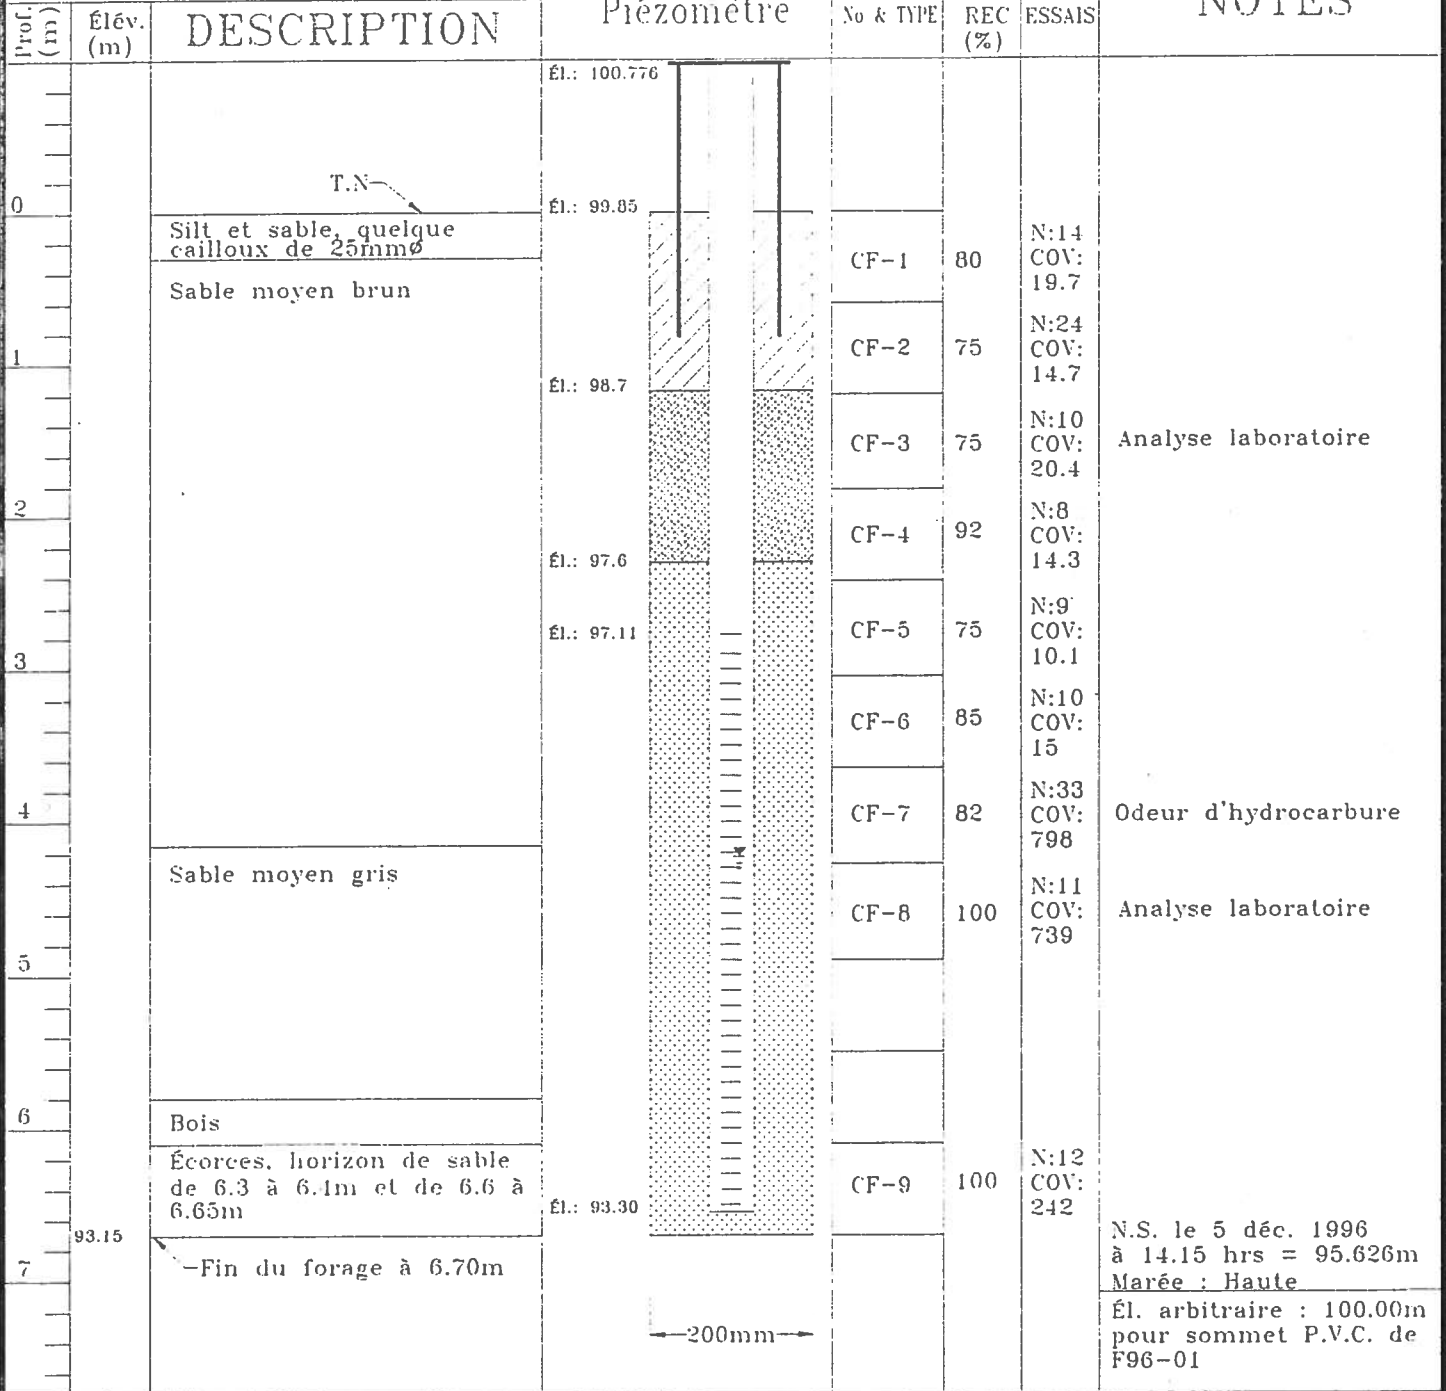 Prof. (m)
Élév. (m)
DESCRIPTION
Piézomètre
No & TYPE
REC (%)
ESSAIS
NOTES
Él.: 100.776
T.N
0
Él.: 99.85
Silt et sable, quelque
cailloux de 25mmø
CF-1
80
N:14
COV:
19.7
Sable moyen brun
CF-2
75
N:24
COV:
14.7
1
Él.: 98.7
CF-3
75
N:10
COV:
20.4
Analyse laboratoire
2
CF-4
92
N:8
COV:
14.3
Él.: 97.6
CF-5
75
N:9
COV:
10.1
Él.: 97.11
3
CF-6
85
N:10
COV:
15
4
CF-7
82
N:33
COV:
798
Odeur d'hydrocarbure
Sable moyen gris
CF-8
100
N:11
COV:
739
Analyse laboratoire
5
6
Bois
Écorces, horizon de sable
de 6.3 à 6.4m et de 6.6 à
6.65m
Él.: 93.30
CF-9
100
N:12
COV:
242
93.15
7
Fin du forage à 6.70m
N.S. le 5 déc. 1996
à 14.15 hrs = 95.626m
Marée : Haute
200mm
Él. arbitraire : 100.00m
pour sommet P.V.C. de
F96-01